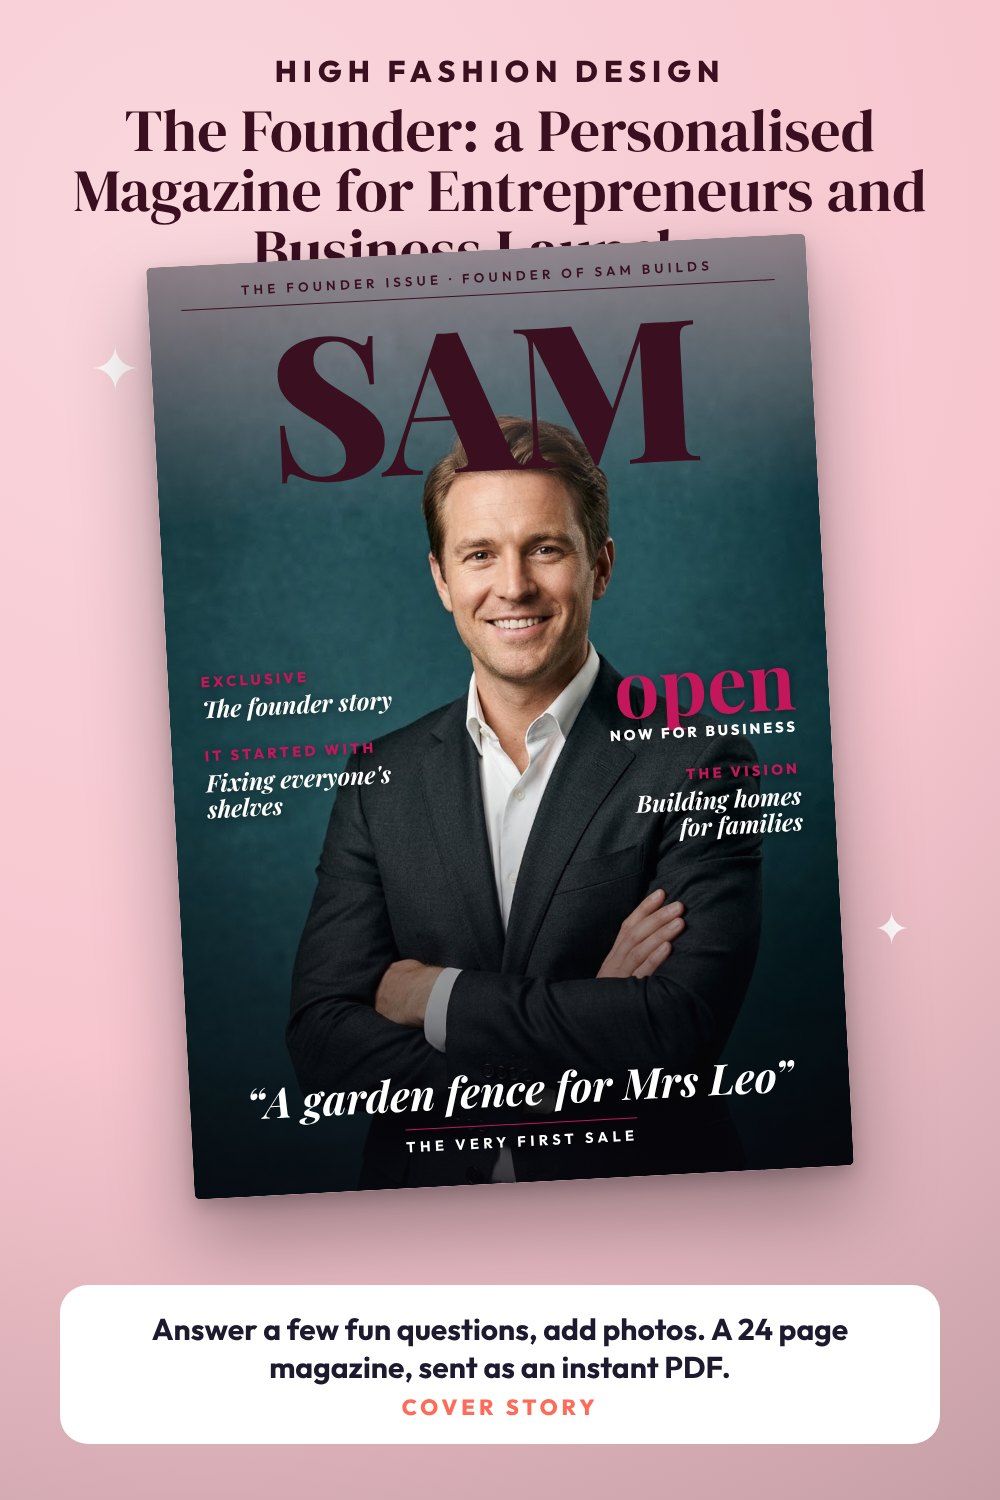 HIGH FASHION DESIGN
The Founder: a Personalised
Magazine for Entrepreneurs and
Business
THE FOUNDER ISSUE · FOUNDER OF SAM BUILDS
SAM
EXCLUSIVE
The founder story
IT STARTED WITH
Fixing everyone's
shelves
open
NOW FOR BUSINESS
THE VISION
Building homes
for families
“A garden fence for Mrs Leo”
THE VERY FIRST SALE
Answer a few fun questions, add photos. A 24 page
magazine, sent as an instant PDF.
COVER STORY